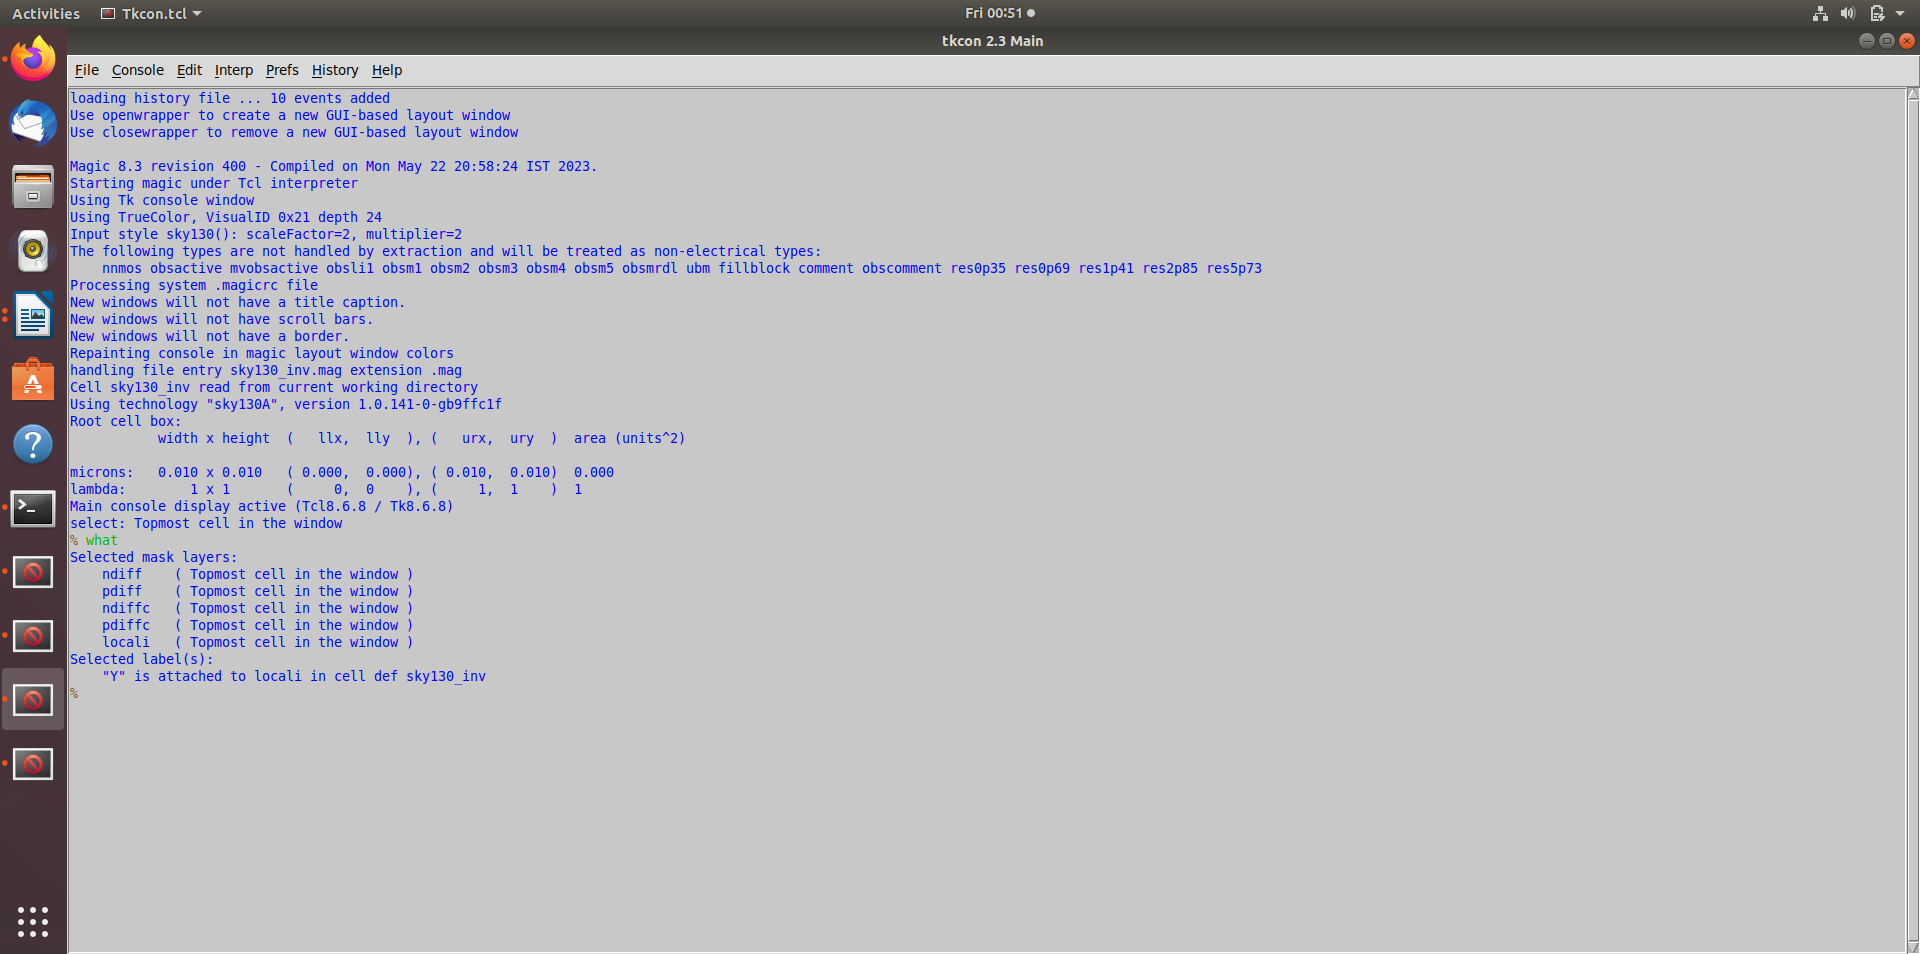 Activities Tkcon.tcl Fri 00:51
tkcon 2.3 Main
File Console Edit Interp Prefs History Help
loading history file ... 10 events added
Use openwrapper to create a new GUI-based layout window
Use closewrapper to remove a new GUI-based layout window
Magic 8.3 revision 400 - Compiled on Mon May 22 20:58:24 IST 2023.
Starting magic under Tcl interpreter
Using Tk console window
Using TrueColor, VisualID 0x21 depth 24
Input style sky130(): scaleFactor=2, multiplier=2
The following types are not handled by extraction and will be treated as non-electrical types:
    nnmos obsactive mvobsactive obsli1 obsm1 obsm2 obsm3 obsm4 obsm5 obsmrdl ubm fillblock comment obscomment res0p35 res0p69 res1p41 res2p85 res5p73
Processing system .magicrc file
New windows will not have a title caption.
New windows will not have scroll bars.
New windows will not have a border.
Repainting console in magic layout window colors
handling file entry sky130_inv.mag extension .mag
Cell sky130_inv read from current working directory
Using technology "sky130A", version 1.0.141-0-gb9ffc1f
Root cell box:
           width x height  (   llx,  lly  ), (   urx,  ury  )  area (units^2)
microns:   0.010 x 0.010   ( 0.000,  0.000), ( 0.010,  0.010)  0.000
lambda:        1 x 1       (     0,  0    ), (     1,  1    )  1
Main console display active (Tcl8.6.8 / Tk8.6.8)
select: Topmost cell in the window
% what
Selected mask layers:
    ndiff    ( Topmost cell in the window )
    pdiff    ( Topmost cell in the window )
    ndiffc   ( Topmost cell in the window )
    pdiffc   ( Topmost cell in the window )
    locali   ( Topmost cell in the window )
Selected label(s):
    "Y" is attached to locali in cell def sky130_inv
%